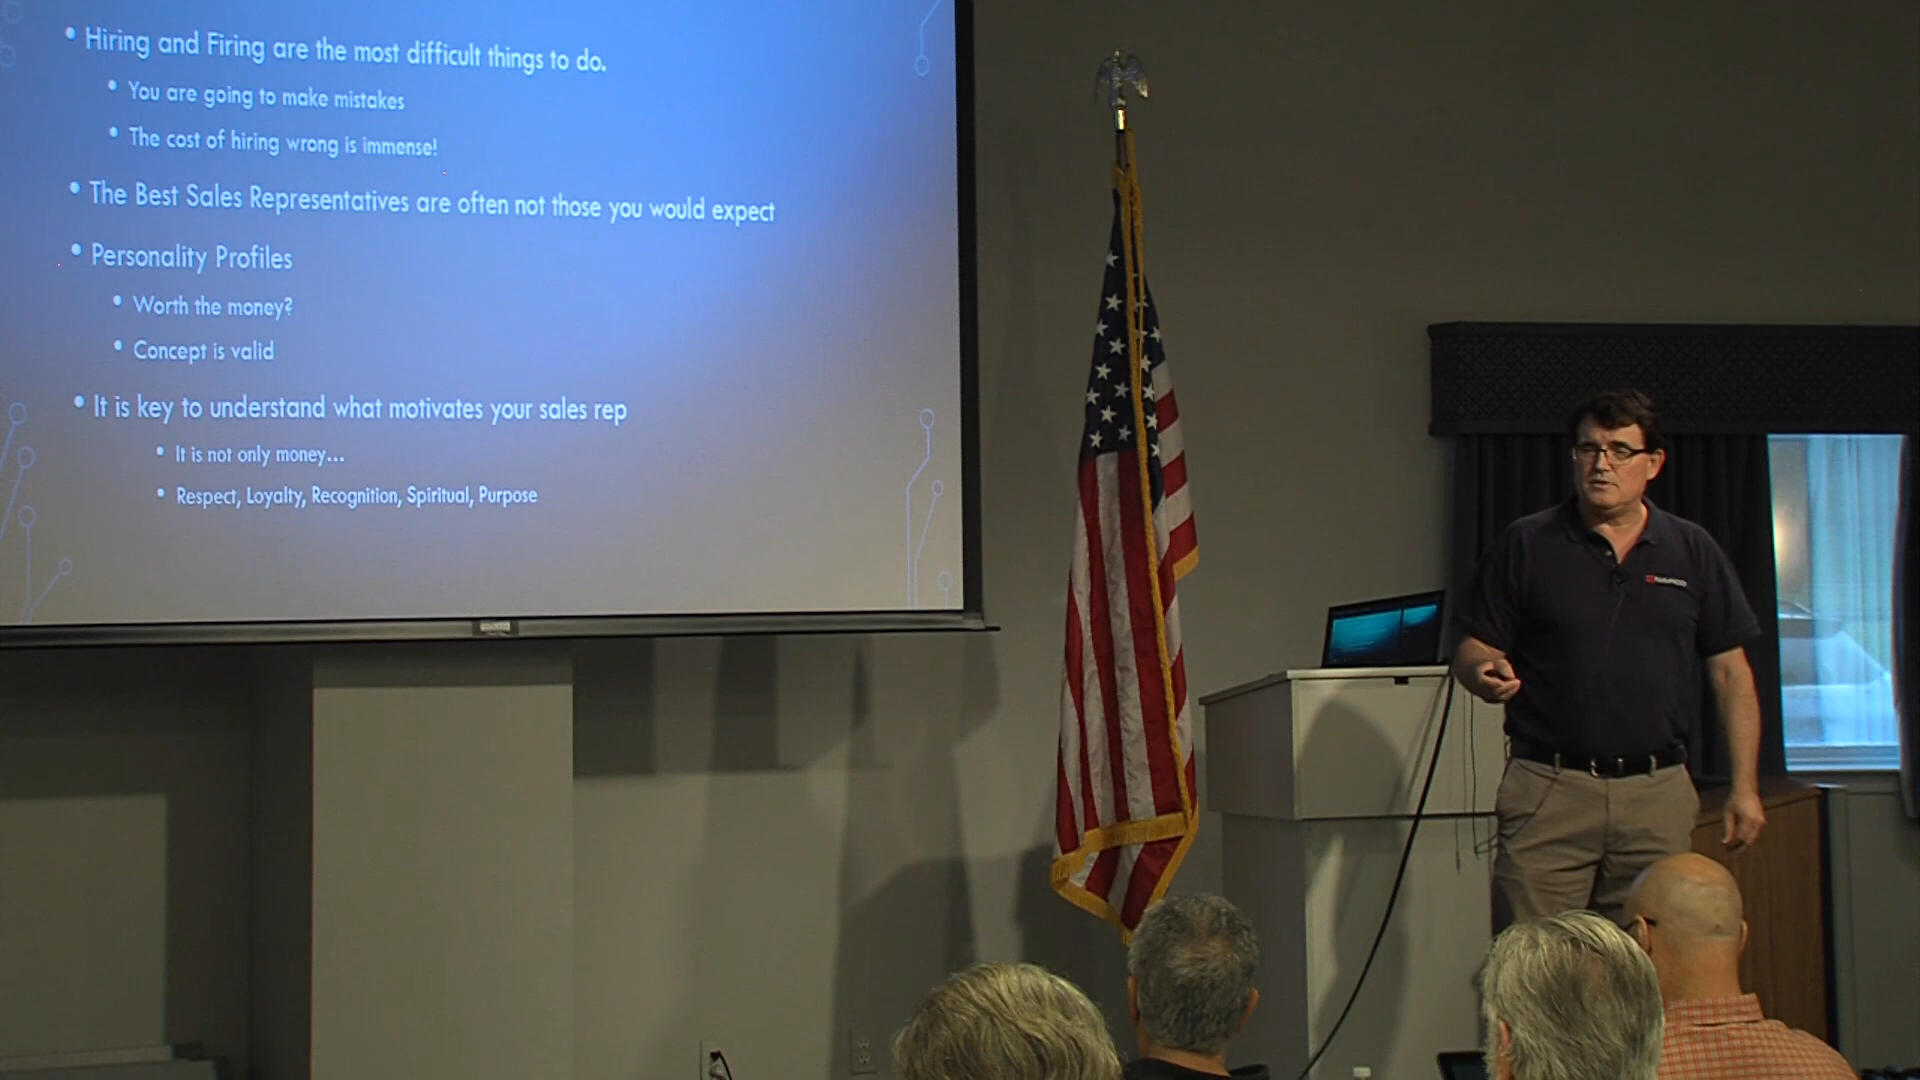 Hiring and Firing are the most difficult things to do.
You are going to make mistakes
The cost of hiring wrong is immense!
The Best Sales Representatives are often not those you would expect
Personality Profiles
Worth the money?
Concept is valid
It is key to understand what motivates your sales rep
It is not only money...
Respect, Loyalty, Recognition, Spiritual, Purpose